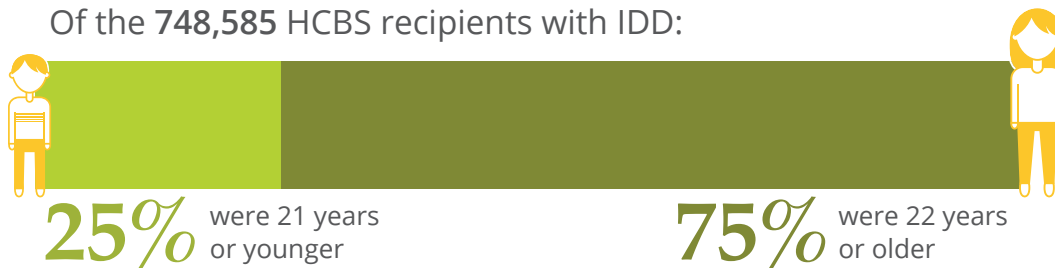 Of the 748,585 HCBS recipients with IDD:
25% were 21 years
or younger
75% were 22 years
or older